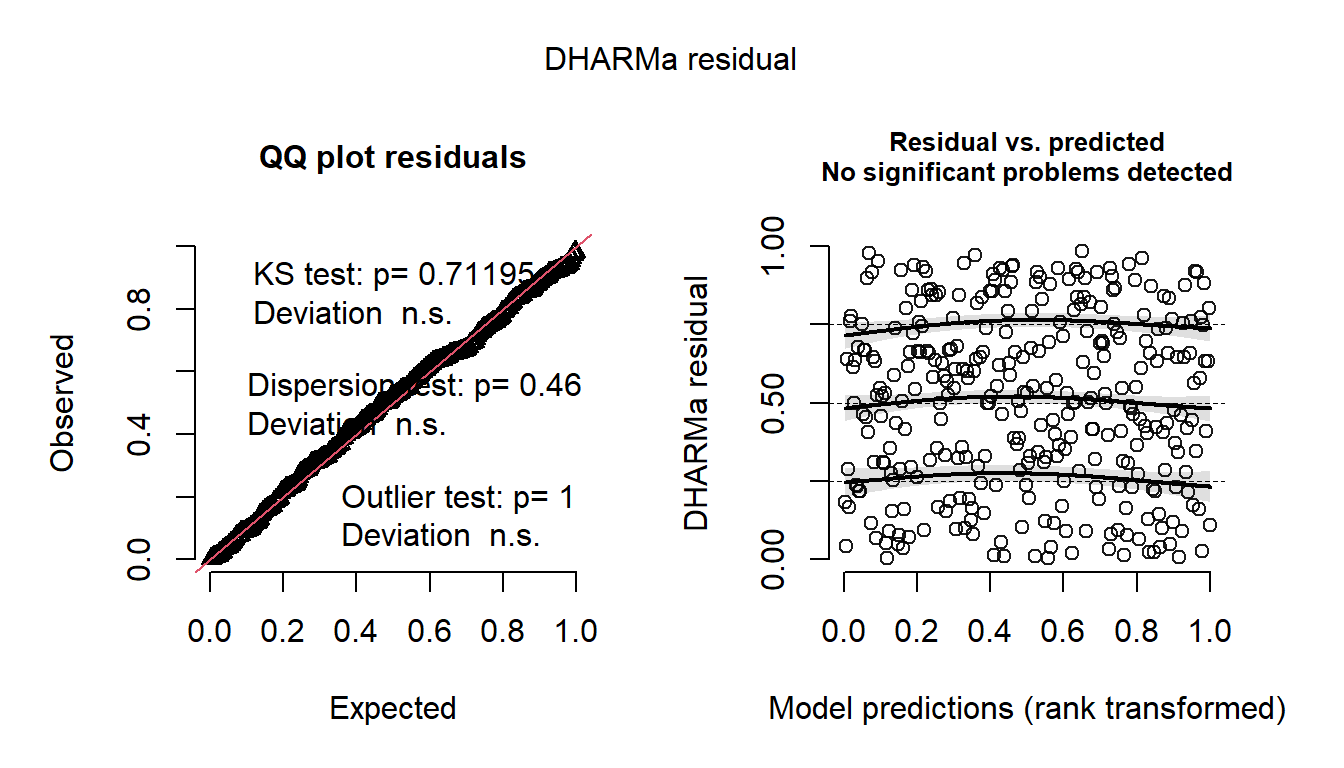 DHARMa residual
QQ plot residuals
KS test: p= 0.71195
Deviation  n.s.
Dispersion test: p= 0.46
Deviation  n.s.
Outlier test: p= 1
Deviation  n.s.
Observed
0.0
0.4
0.8
0.0 0.2 0.4 0.6 0.8 1.0
Expected
Residual vs. predicted
No significant problems detected
DHARMa residual
0.00
0.50
1.00
0.0 0.2 0.4 0.6 0.8 1.0
Model predictions (rank transformed)